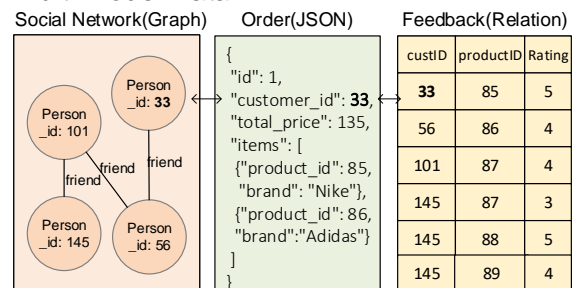 Social Network(Graph)
Order(JSON)
Feedback(Relation)
Person
_id: 33
Person
_id: 101
friend
friend
friend
Person
_id: 145
Person
_id: 56
{
"id": 1,
"customer_id": 33,
"total_price": 135,
"items": [
{"product_id": 85,
"brand": "Nike"},
{"product_id": 86,
"brand":"Adidas"}
]
}
custID productID Rating
33 85 5
56 86 4
101 87 4
145 87 3
145 88 5
145 89 4